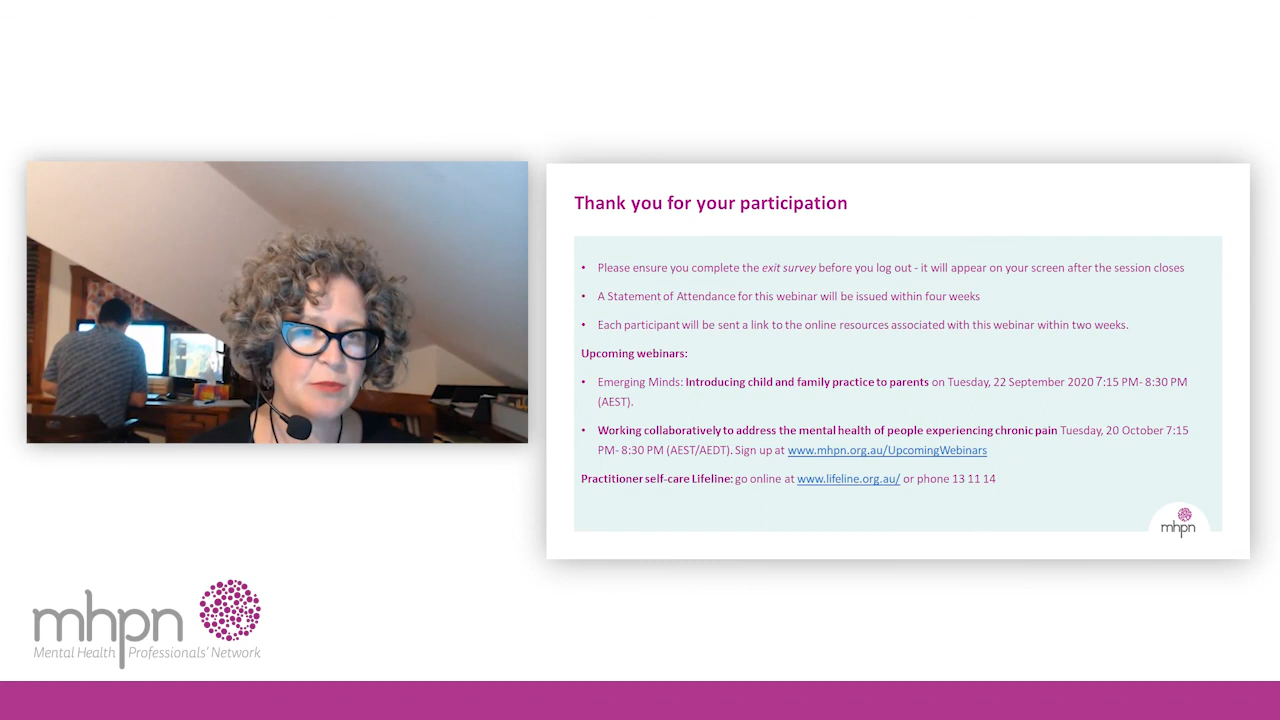 Thank you for your participation
• Please ensure you complete the exit survey before you log out - it will appear on your screen after the session closes
• A Statement of Attendance for this webinar will be issued within four weeks
• Each participant will be sent a link to the online resources associated with this webinar within two weeks.
Upcoming webinars:
• Emerging Minds: Introducing child and family practice to parents on Tuesday, 22 September 2020 7:15 PM- 8:30 PM
(AEST).
• Working collaboratively to address the mental health of people experiencing chronic pain Tuesday, 20 October 7:15
PM- 8:30 PM (AEST/AEDT). Sign up at www.mhpn.org.au/UpcomingWebinars
Practitioner self-care Lifeline: go online at www.lifeline.org.au/ or phone 13 11 14
mhpn
mhpn
Mental Health Professionals' Network